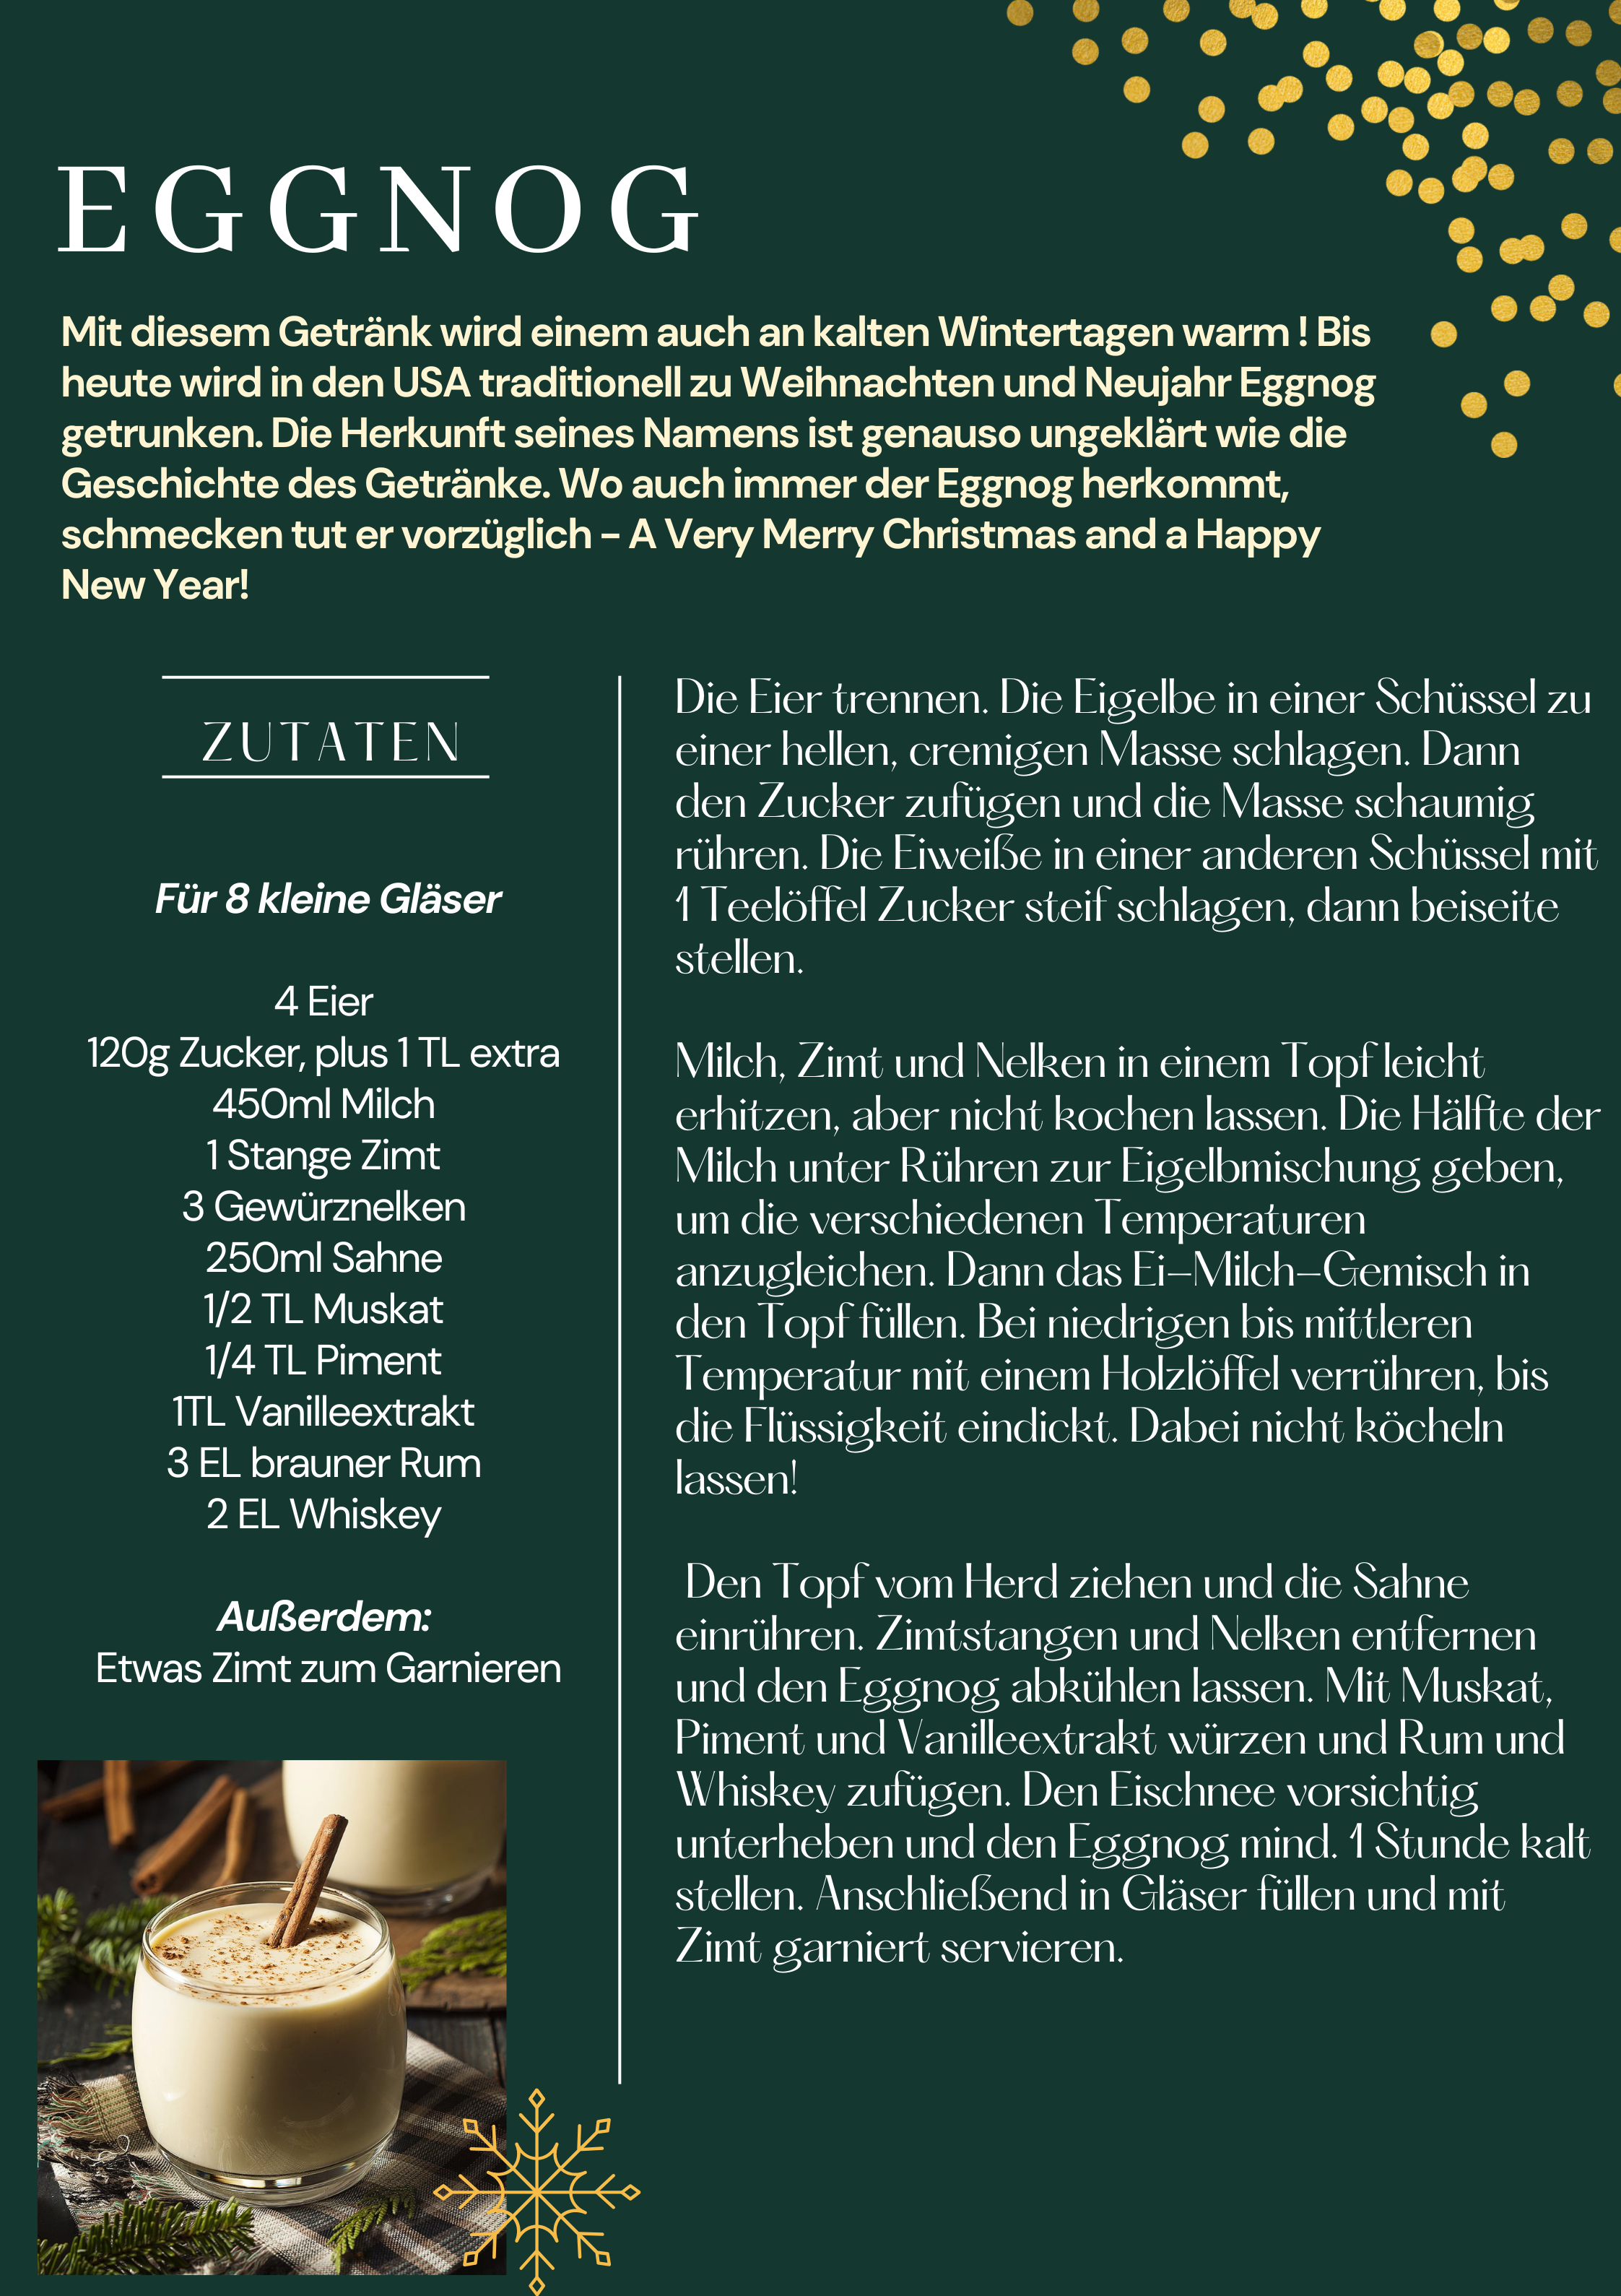 EGGNOG
Mit diesem Getränk wird einem auch an kalten Wintertagen warm ! Bis
heute wird in den USA traditionell zu Weihnachten und Neujahr Eggnog
getrunken. Die Herkunft seines Namens ist genauso ungeklärt wie die
Geschichte des Getränke. Wo auch immer der Eggnog herkommt,
schmecken tut er vorzüglich – A Very Merry Christmas and a Happy
New Year!
ZUTATEN
Für 8 kleine Gläser
4 Eier
120g Zucker, plus 1 TL extra
450ml Milch
1 Stange Zimt
3 Gewürznelken
250ml Sahne
1/2 TL Muskat
1/4 TL Piment
1TL Vanilleextrakt
3 EL brauner Rum
2 EL Whiskey
Außerdem:
Etwas Zimt zum Garnieren
Die Eier trennen. Die Eigelbe in einer Schüssel zu
einer hellen, cremigen Masse schlagen. Dann
den Zucker zufügen und die Masse schaumig
rühren. Die Eiweiße in einer anderen Schüssel mit
1 Teelöffel Zucker steif schlagen, dann beiseite
stellen.
Milch, Zimt und Nelken in einem Topf leicht
erhitzen, aber nicht kochen lassen. Die Hälfte der
Milch unter Rühren zur Eigelbmischung geben,
um die verschiedenen Temperaturen
anzugleichen. Dann das Ei-Milch-Gemisch in
den Topf füllen. Bei niedrigen bis mittleren
Temperatur mit einem Holzlöffel verrühren, bis
die Flüssigkeit eindickt. Dabei nicht köcheln
lassen!
Den Topf vom Herd ziehen und die Sahne
einrühren. Zimtstangen und Nelken entfernen
und den Eggnog abkühlen lassen. Mit Muskat,
Piment und Vanilleextrakt würzen und Rum und
Whiskey zufügen. Den Eischnee vorsichtig
unterheben und den Eggnog mind. 1 Stunde kalt
stellen. Anschließend in Gläser füllen und mit
Zimt garniert servieren.